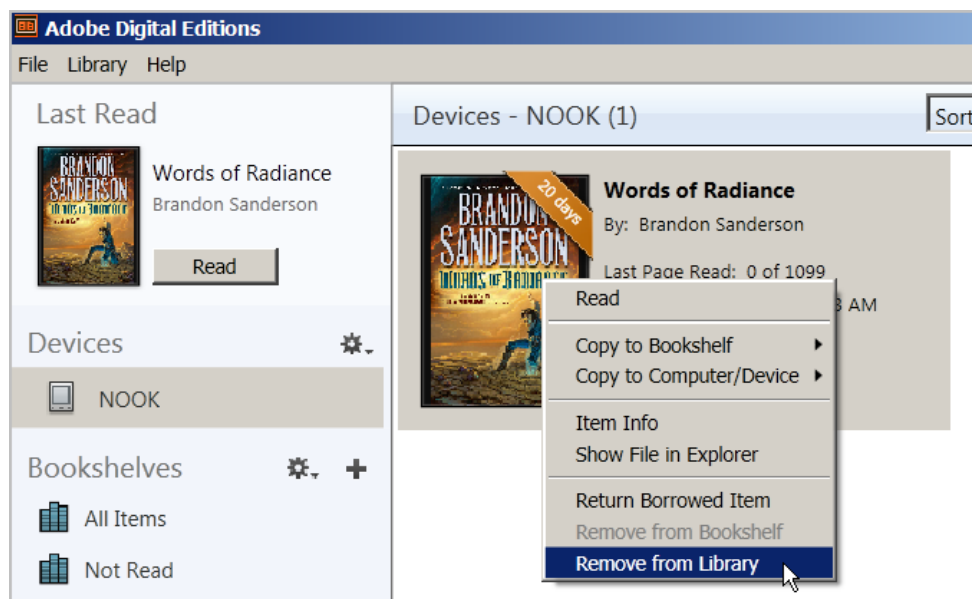 Adobe Digital Editions
File Library Help
Last Read
BRANDON
SANDERSON
Words of Radiance
Brandon Sanderson
Read
Devices
NOOK
Bookshelves
All Items
Not Read
Devices - NOOK (1)
Sort
BRANDON
SANDERSON
WORDS OF
20 days
Words of Radiance
By: Brandon Sanderson
Last Page Read: 0 of 1099
AM
Read
Copy to Bookshelf
Copy to Computer/Device
Item Info
Show File in Explorer
Return Borrowed Item
Remove from Bookshelf
Remove from Library